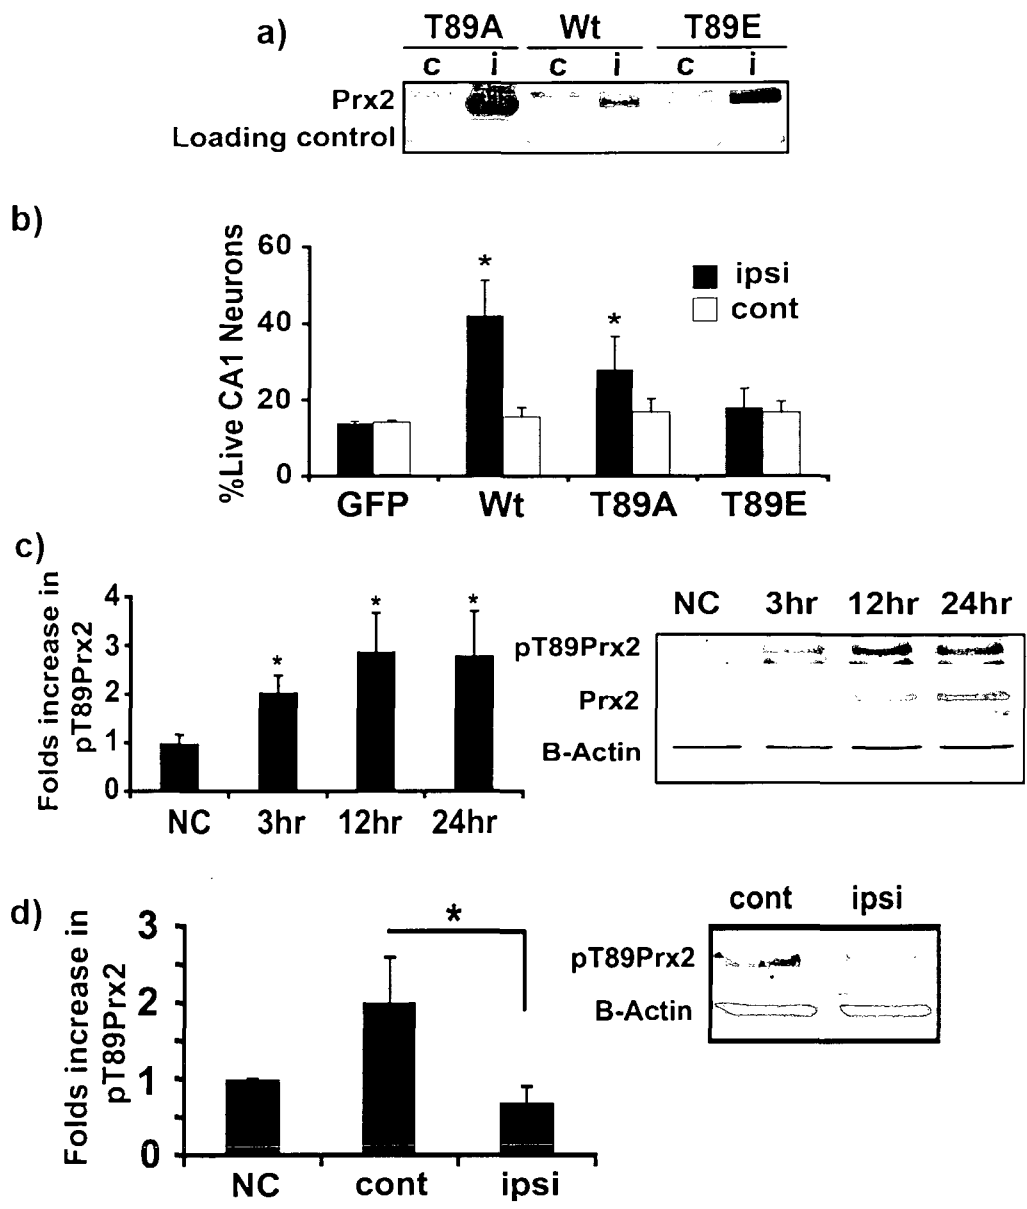 a)
T89A Wt T89E
c i c i c i
Prx2
Loading control
b)
%Live CA1 Neurons
60
40
20
0
* *
ipsi
cont
GFP Wt T89A T89E
c)
Folds increase in
pT89Prx2
4
3
2
1
0
* * *
NC 3hr 12hr 24hr
NC 3hr 12hr 24hr
pT89Prx2
Prx2
B-Actin
d)
Folds increase in
pT89Prx2
3
2
1
0
*
NC cont ipsi
cont ipsi
pT89Prx2
B-Actin